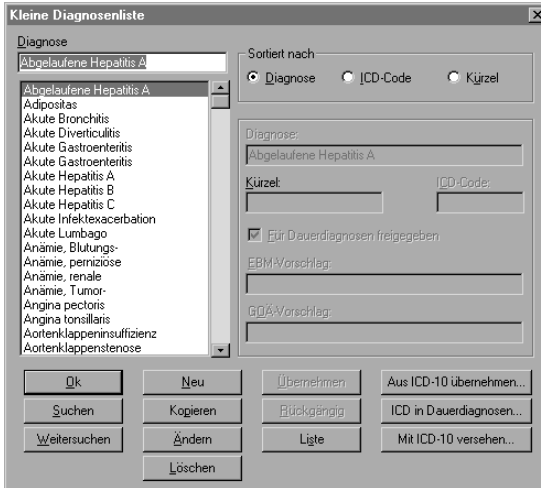 Kleine Diagnosenliste
Diagnose
Abgelaufene Hepatitis A
Abgelaufene Hepatitis A
Adipositas
Akute Bronchitis
Akute Diverticulitis
Akute Gastroenteritis
Akute Gastroenteritis
Akute Hepatitis A
Akute Hepatitis B
Akute Hepatitis C
Akute Infektexacerbation
Akute Lumbago
Anämie, Blutungs-
Anämie, perniziöse
Anämie, renale
Anämie, Tumor-
Angina pectoris
Angina tonsillaris
Aortenklappeninsuffizienz
Aortenklappenstenose
Sortiert nach
Diagnose ICD-Code Kürzel
Diagnose:
Abgelaufene Hepatitis A
Kürzel: ICD-Code:
Für Dauerdiagnosen freigegeben
EBM-Vorschlag:
GOÄ-Vorschlag:
Ok Neu Übernehmen Aus ICD-10 übernehmen...
Suchen Kopieren Rückgängig ICD in Dauerdiagnosen...
Weitersuchen Ändern Liste Mit ICD-10 versehen...
Löschen